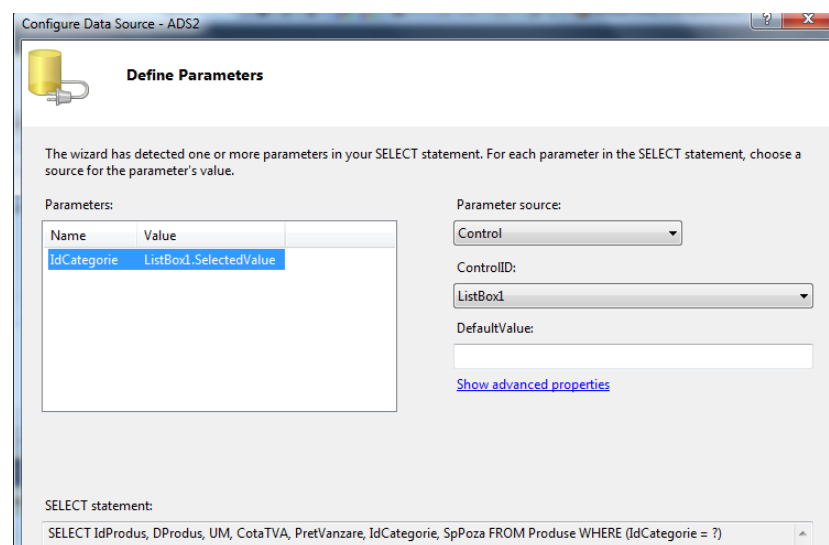 Configure Data Source - ADS2
Define Parameters
The wizard has detected one or more parameters in your SELECT statement. For each parameter in the SELECT statement, choose a
source for the parameter's value.
Parameters:
Name Value
IdCategorie ListBox1.SelectedValue
Parameter source:
Control
ControlID:
ListBox1
DefaultValue:
Show advanced properties
SELECT statement:
SELECT IdProdus, DProdus, UM, CotaTVA, PretVanzare, IdCategorie, SpPoza FROM Produse WHERE (IdCategorie = ?)